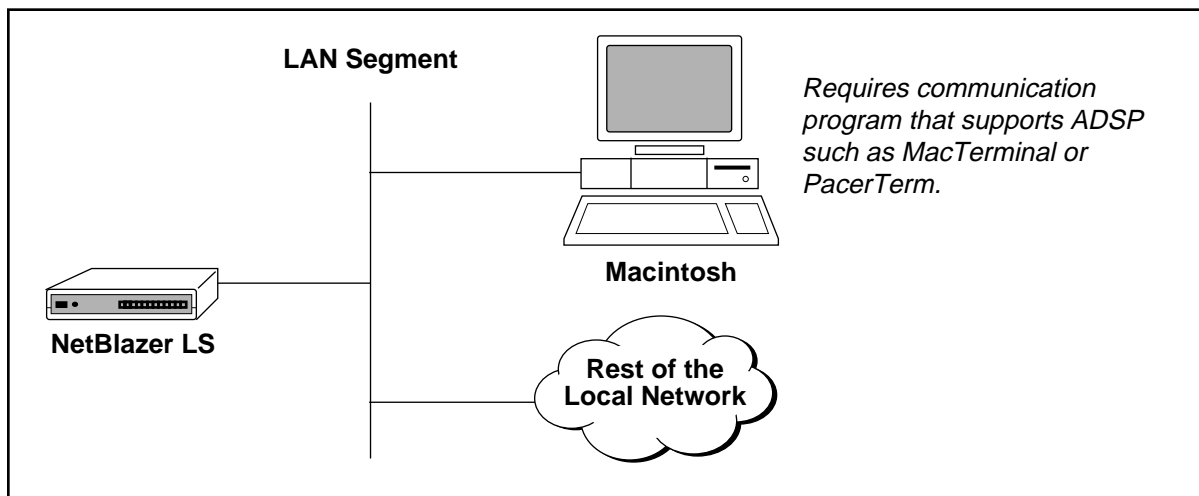 LAN Segment
Requires communication
program that supports ADSP
such as MacTerminal or
PacerTerm.
Macintosh
NetBlazer LS
Rest of the
Local Network